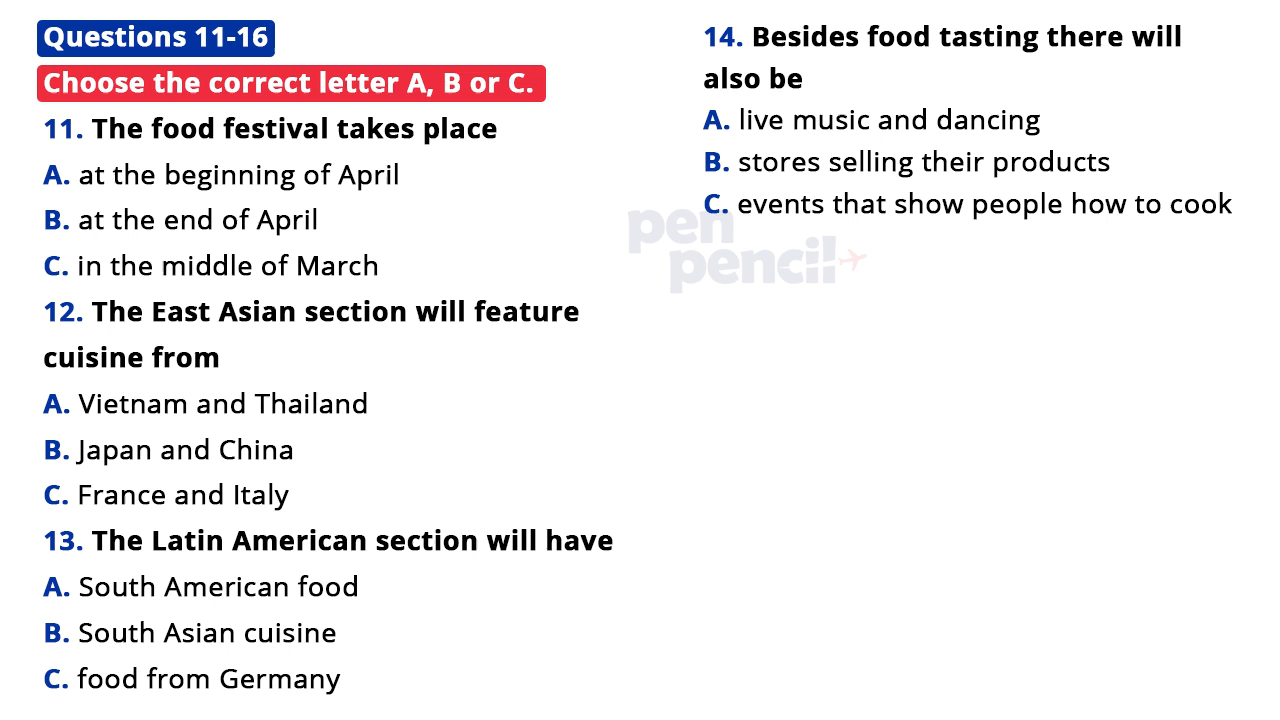 Questions 11-16
Choose the correct letter A, B or C.
11. The food festival takes place
A. at the beginning of April
B. at the end of April
C. in the middle of March
12. The East Asian section will feature
cuisine from
A. Vietnam and Thailand
B. Japan and China
C. France and Italy
13. The Latin American section will have
A. South American food
B. South Asian cuisine
C. food from Germany
14. Besides food tasting there will
also be
A. live music and dancing
B. stores selling their products
C. events that show people how to cook
pen
pencil